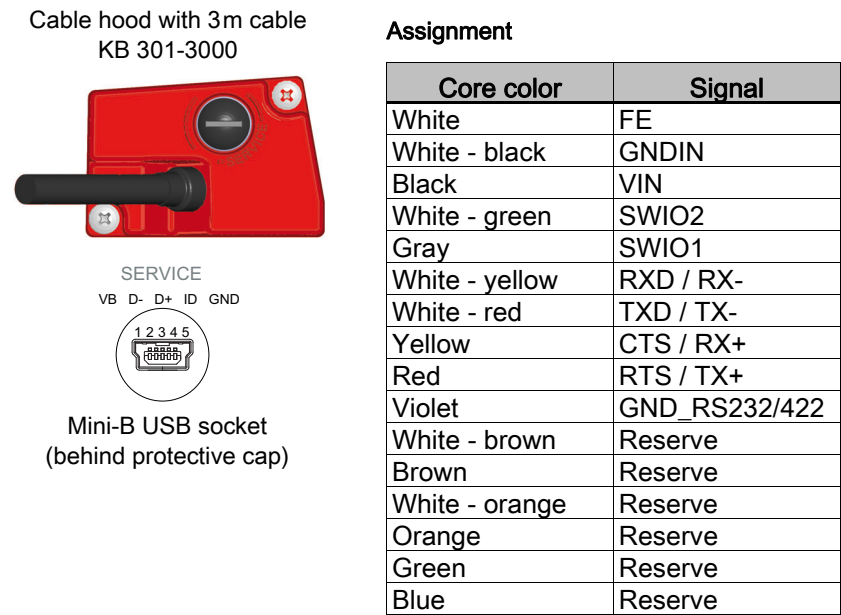 Cable hood with 3m cable
KB 301-3000
SERVICE
SERVICE
VB D- D+ ID GND
1 2 3 4 5
Mini-B USB socket
(behind protective cap)
Assignment
Core color Signal
White FE
White - black GNDIN
Black VIN
White - green SWIO2
Gray SWIO1
White - yellow RXD / RX-
White - red TXD / TX-
Yellow CTS / RX+
Red RTS / TX+
Violet GND_RS232/422
White - brown Reserve
Brown Reserve
White - orange Reserve
Orange Reserve
Green Reserve
Blue Reserve